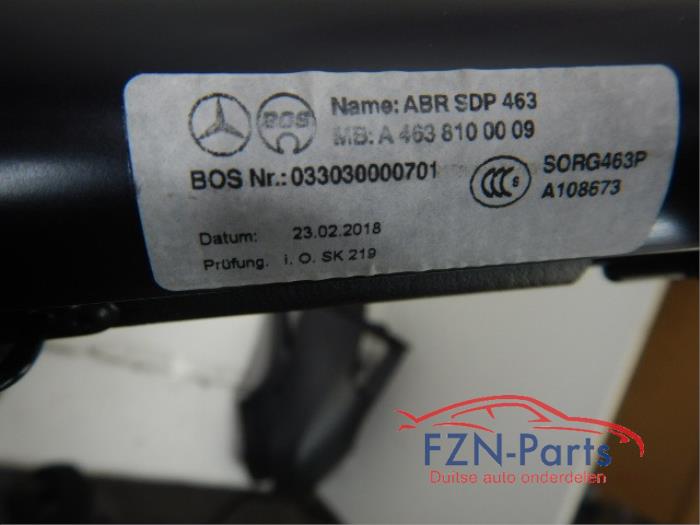 BOS
Name: ABR SDP 463
MB: A 463 810 00 09
BOS Nr.: 033030000701
CCC S
SORG463P
A108673
Datum: 23.02.2018
Prüfung. i. O. SK 219
FZN-Parts
Duitse auto onderdelen